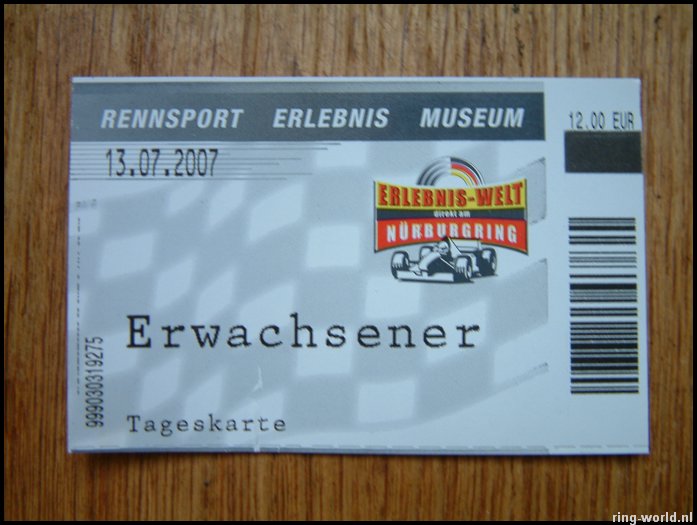 RENNSPORT ERLEBNIS MUSEUM
12.00 EUR
13.07.2007
ERLEBNIS-WELT
direkt am
NÜRBURGRING
Erwachsener
999030319275
Tageskarte
ring-world.nl